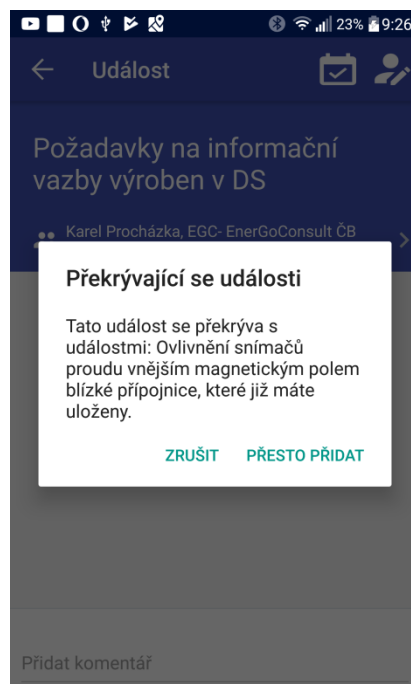 23% 9:26
Událost
Požadavky na informační
vazby výroben v DS
Karel Procházka, EGC- EnerGoConsult ČB
Překrývající se události
Tato událost se překrýva s
událostmi: Ovlivnění snímačů
proudu vnějším magnetickým polem
blízké přípojnice, které již máte
uloženy.
ZRUŠIT PŘESTO PŘIDAT
Přidat komentář